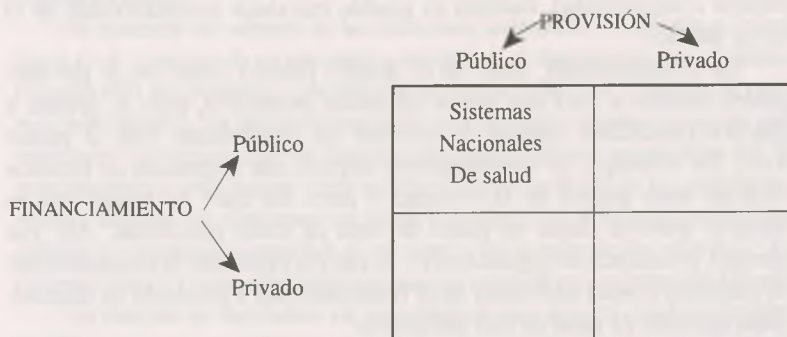 PROVISIÓN
Público Privado
Sistemas
Nacionales
De salud
Público
FINANCIAMIENTO
Privado